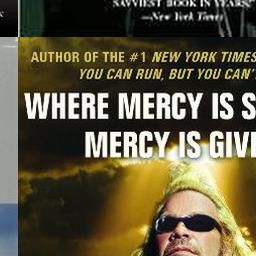 SAVVIEST BOOK IN YEARS!"
—New York Times
AUTHOR OF THE #1 NEW YORK TIMES
YOU CAN RUN, BUT YOU CAN'
WHERE MERCY IS S
MERCY IS GIV